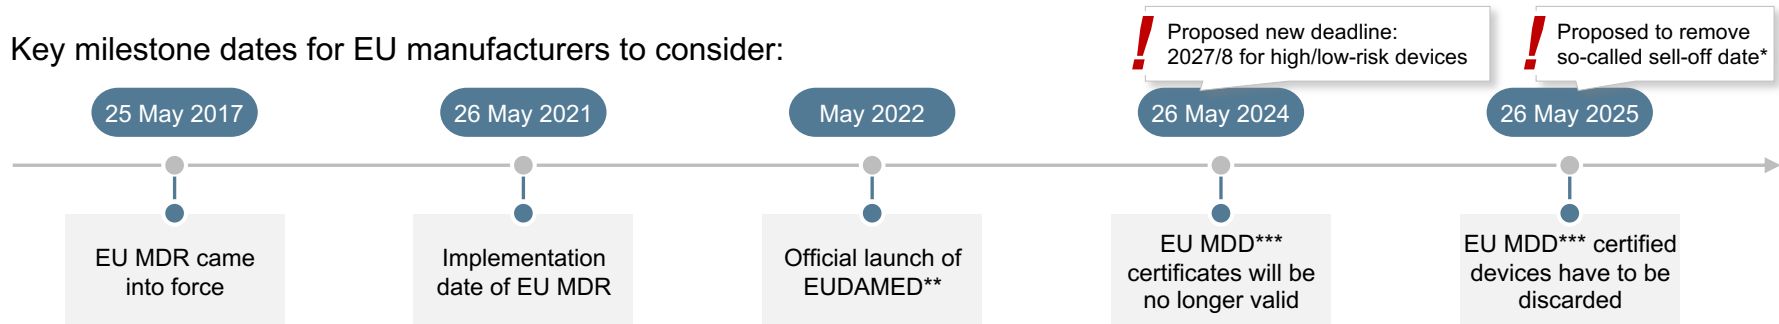 Key milestone dates for EU manufacturers to consider:
Proposed new deadline:
2027/8 for high/low-risk devices
Proposed to remove
so-called sell-off date*
25 May 2017
26 May 2021
May 2022
26 May 2024
26 May 2025
EU MDR came
into force
Implementation
date of EU MDR
Official launch of
EUDAMED**
EU MDD***
certificates will be
no longer valid
EU MDD*** certified
devices have to be
discarded